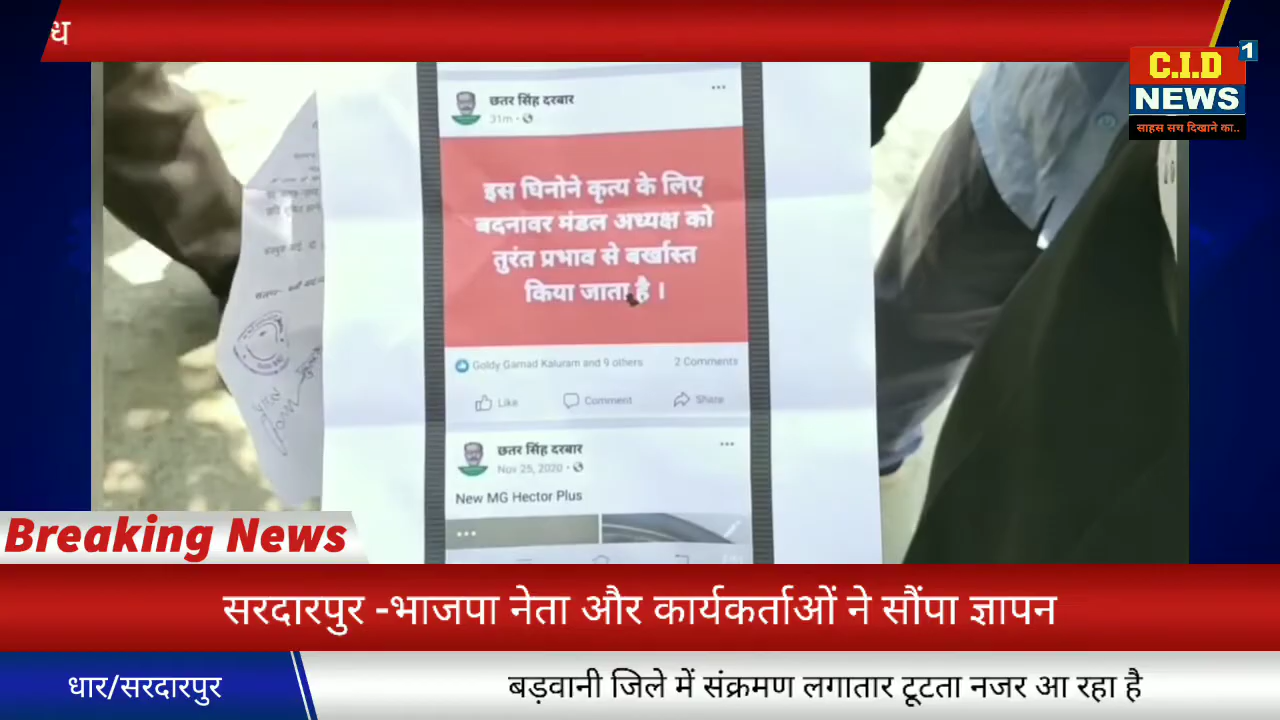 ध
C.I.D 1
NEWS
साहस सच दिखाने का..
छतर सिंह दरबार
31m
इस घिनोने कृत्य के लिए
बदनावर मंडल अध्यक्ष को
तुरंत प्रभाव से बर्खास्त
किया जाता है ।
Goldy Gamad Kaluram and 9 others 2 Comments
Like Comment Share
छतर सिंह दरबार
Nov 25, 2020
New MG Hector Plus
Breaking News
सरदारपुर -भाजपा नेता और कार्यकर्ताओं ने सौंपा ज्ञापन
धार/सरदारपुर
बड़वानी जिले में संक्रमण लगातार टूटता नजर आ रहा है